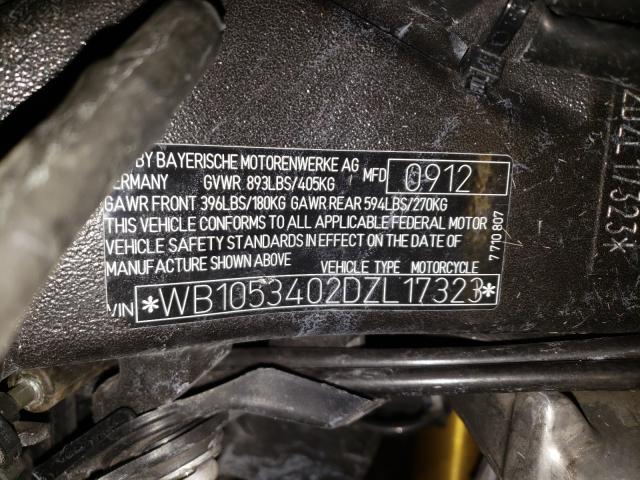 BY BAYERISCHE MOTORENWERKE AG
GERMANY GVWR 893LBS/405KG MFD 0912
GAWR FRONT 396LBS/180KG GAWR REAR 594LBS/270KG
THIS VEHICLE CONFORMS TO ALL APPLICABLE FEDERAL MOTOR
VEHICLE SAFETY STANDARDS IN EFFECT ON THE DATE OF
MANUFACTURE SHOWN ABOVE VEHICLE TYPE MOTORCYCLE
VIN *WB1053402DZL17323*
7 710 807
ZL17323*